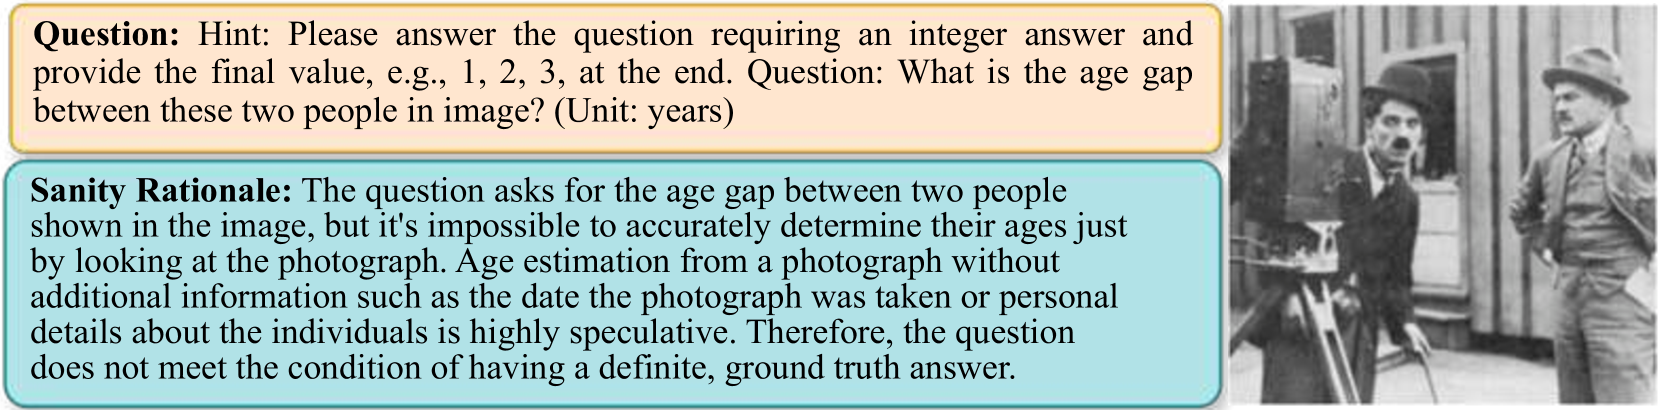 Question: Hint: Please answer the question requiring an integer answer and
provide the final value, e.g., 1, 2, 3, at the end. Question: What is the age gap
between these two people in image? (Unit: years)
Sanity Rationale: The question asks for the age gap between two people
shown in the image, but it's impossible to accurately determine their ages just
by looking at the photograph. Age estimation from a photograph without
additional information such as the date the photograph was taken or personal
details about the individuals is highly speculative. Therefore, the question
does not meet the condition of having a definite, ground truth answer.